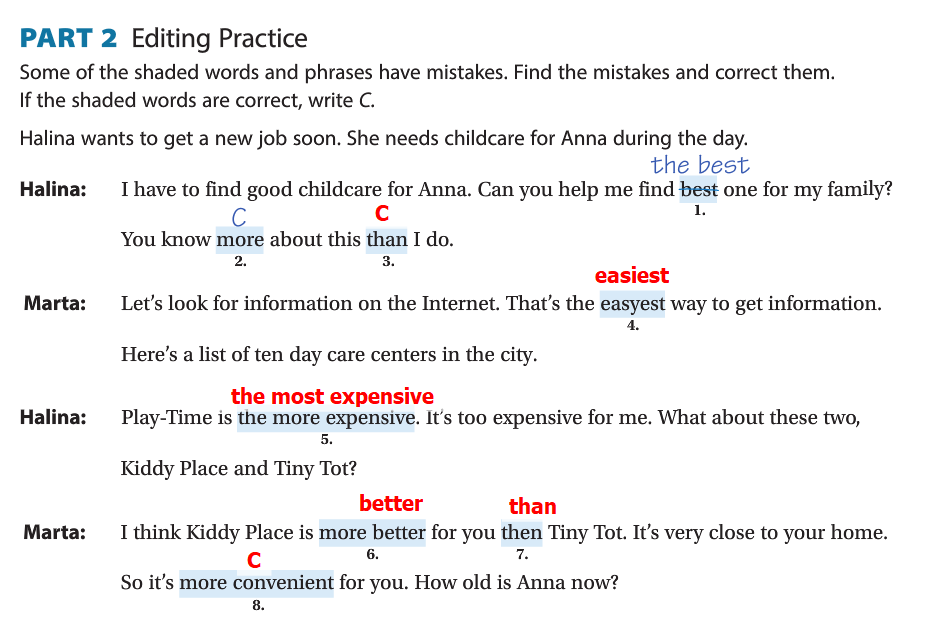 PART 2 Editing Practice
Some of the shaded words and phrases have mistakes. Find the mistakes and correct them.
If the shaded words are correct, write C.
Halina wants to get a new job soon. She needs childcare for Anna during the day.
the best
Halina: I have to find good childcare for Anna. Can you help me find best one for my family?
1.
C C
You know more about this than I do.
2. 3.
easiest
Marta: Let's look for information on the Internet. That's the easyest way to get information.
4.
Here's a list of ten day care centers in the city.
the most expensive
Halina: Play-Time is the more expensive. It's too expensive for me. What about these two,
5.
Kiddy Place and Tiny Tot?
better than
Marta: I think Kiddy Place is more better for you then Tiny Tot. It's very close to your home.
6. 7.
C
So it's more convenient for you. How old is Anna now?
8.